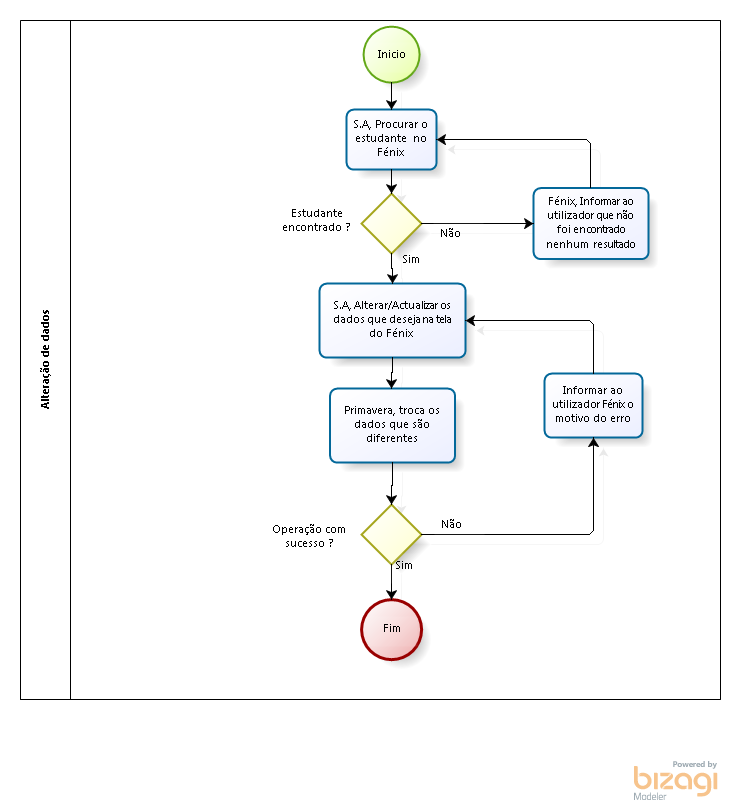 Alteração de dados
Inicio
S.A, Procurar o
estudante no
Fénix
Estudante
encontrado ?
Não
Fénix, Informar ao
utilizador que não
foi encontrado
nenhum resultado
Sim
S.A, Alterar/Actualizar os
dados que deseja na tela
do Fénix
Primavera, troca os
dados que são
diferentes
Informar ao
utilizador Fénix o
motivo do erro
Operação com
sucesso ?
Não
Sim
Fim
Powered by
bizagi
Modeler